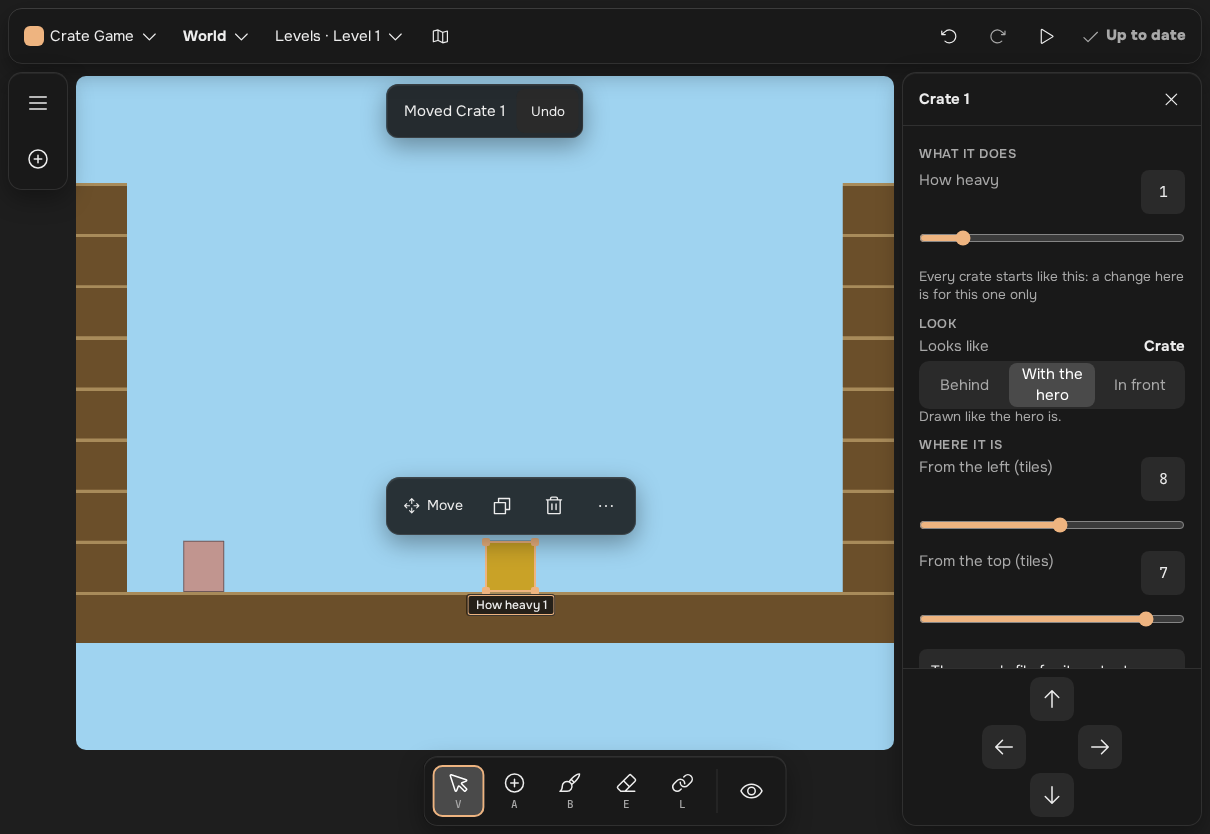 Crate Game
World
Levels · Level 1
Up to date
Moved Crate 1
Undo
Crate 1
WHAT IT DOES
How heavy
1
Every crate starts like this: a change here
is for this one only
LOOK
Looks like
Crate
Behind
With the
hero
In front
Drawn like the hero is.
WHERE IT IS
From the left (tiles)
8
From the top (tiles)
7
Move
How heavy 1
V
A
B
E
L